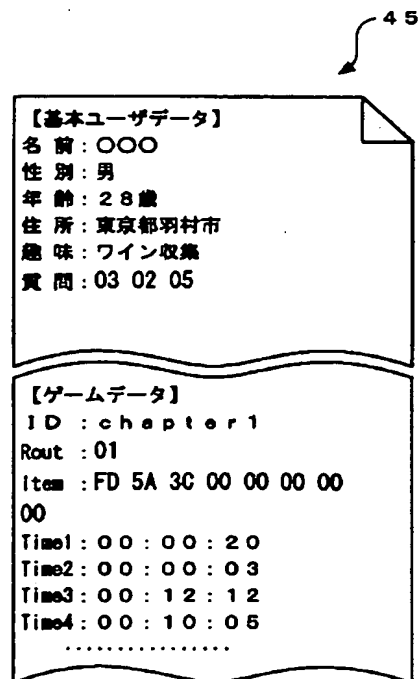 45
【基本ユーザデータ】
名 前：○○○
性 別：男
年 齢：２８歳
住 所：東京都羽村市
趣 味：ワイン収集
質 問：03 02 05
【ゲームデータ】
ＩＤ ：ｃｈａｐｔｅｒ１
Rout ：01
Item ：FD 5A 3C 00 00 00 00
00
Time1：００：００：２０
Time2：００：００：０３
Time3：００：１２：１２
Time4：００：１０：０５
················